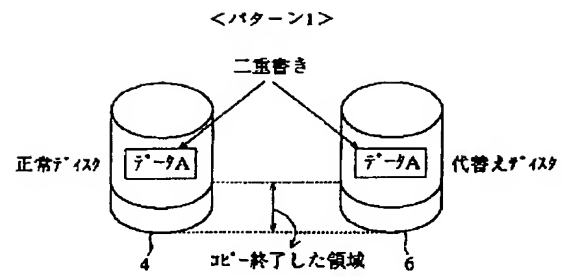 <パターン1>
二重書き
正常ディスク
データA
データA
代替えディスク
4
コピー終了した領域
6